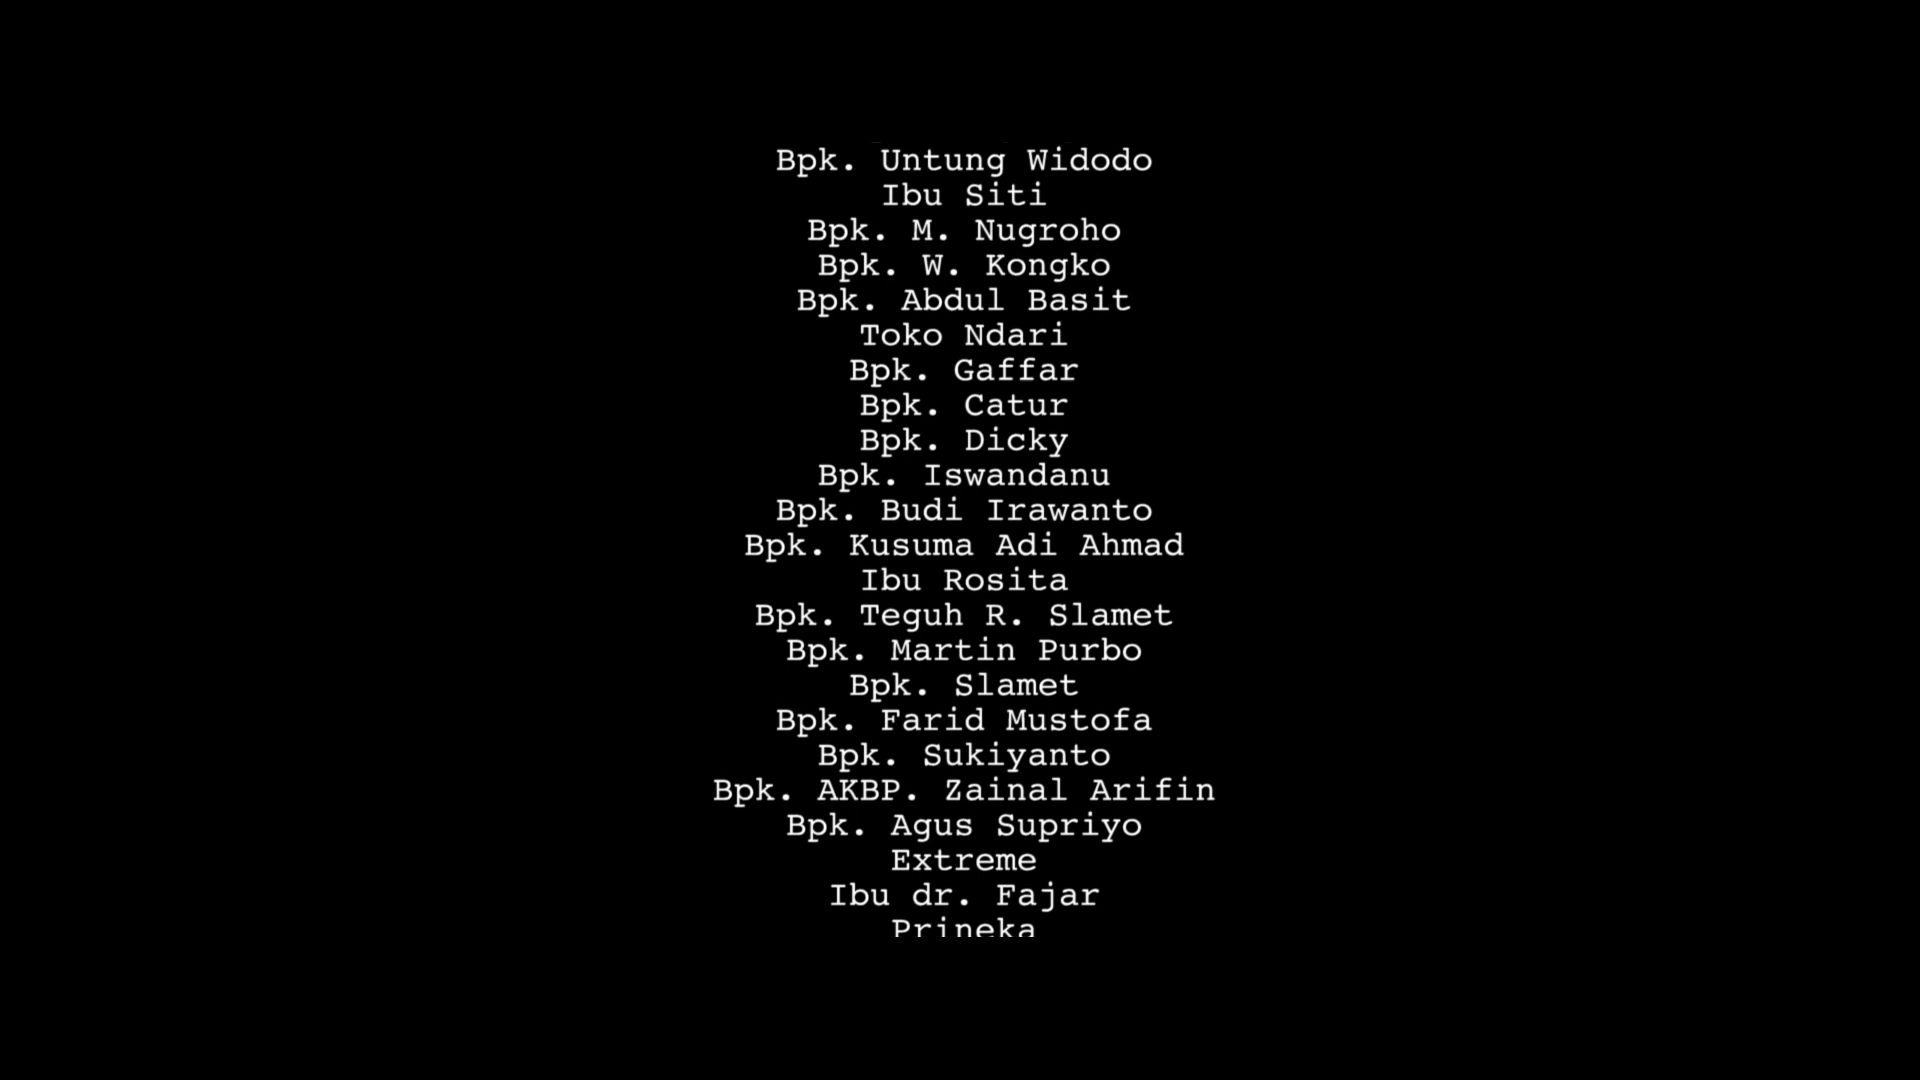 Bpk. Untung Widodo
Ibu Siti
Bpk. M. Nugroho
Bpk. W. Kongko
Bpk. Abdul Basit
Toko Ndari
Bpk. Gaffar
Bpk. Catur
Bpk. Dicky
Bpk. Iswandanu
Bpk. Budi Irawanto
Bpk. Kusuma Adi Ahmad
Ibu Rosita
Bpk. Teguh R. Slamet
Bpk. Martin Purbo
Bpk. Slamet
Bpk. Farid Mustofa
Bpk. Sukiyanto
Bpk. AKBP. Zainal Arifin
Bpk. Agus Supriyo
Extreme
Ibu dr. Fajar
Prineka